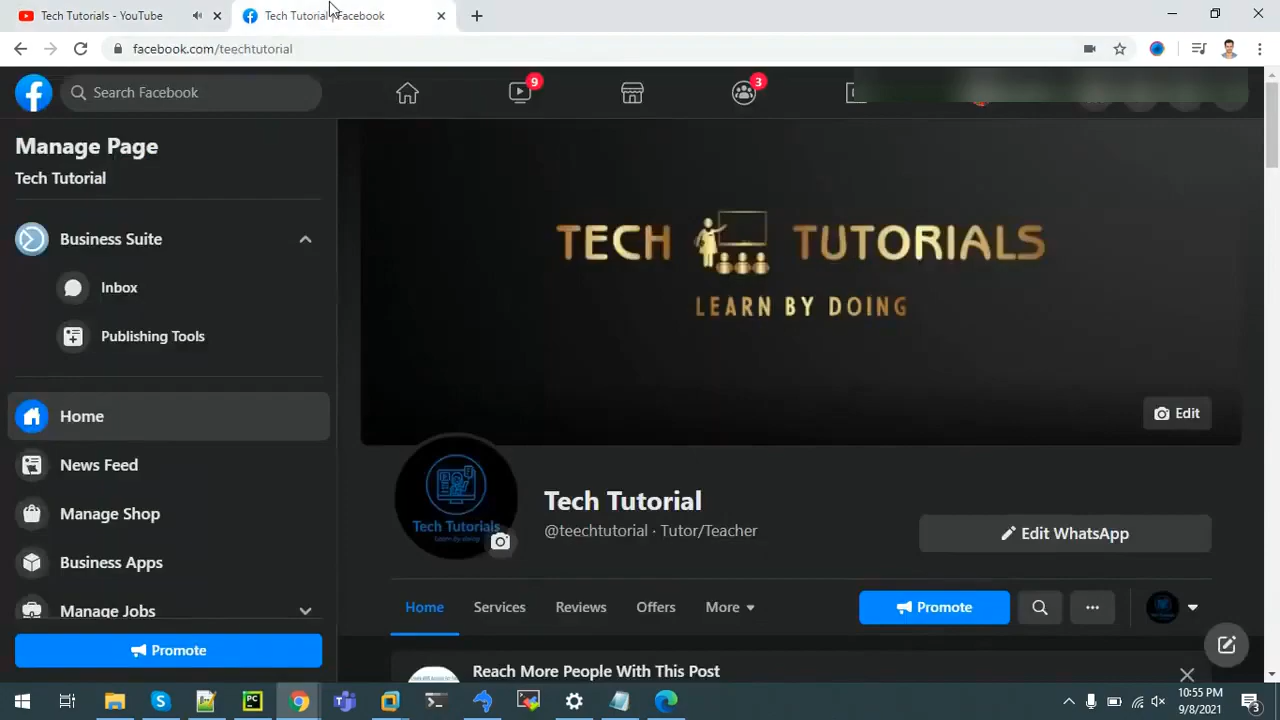 Tech Tutorials - YouTube
Tech Tutorial | Facebook
facebook.com/teechtutorial
Search Facebook
9
3
Manage Page
Tech Tutorial
Business Suite
Inbox
Publishing Tools
Home
News Feed
Manage Shop
Business Apps
Manage Jobs
Promote
TECH TUTORIALS
LEARN BY DOING
Edit
Tech Tutorials
Learn by doing
Tech Tutorial
@teechtutorial · Tutor/Teacher
Edit WhatsApp
Home Services Reviews Offers More
Promote
Reach More People With This Post
10:55 PM
9/8/2021
3